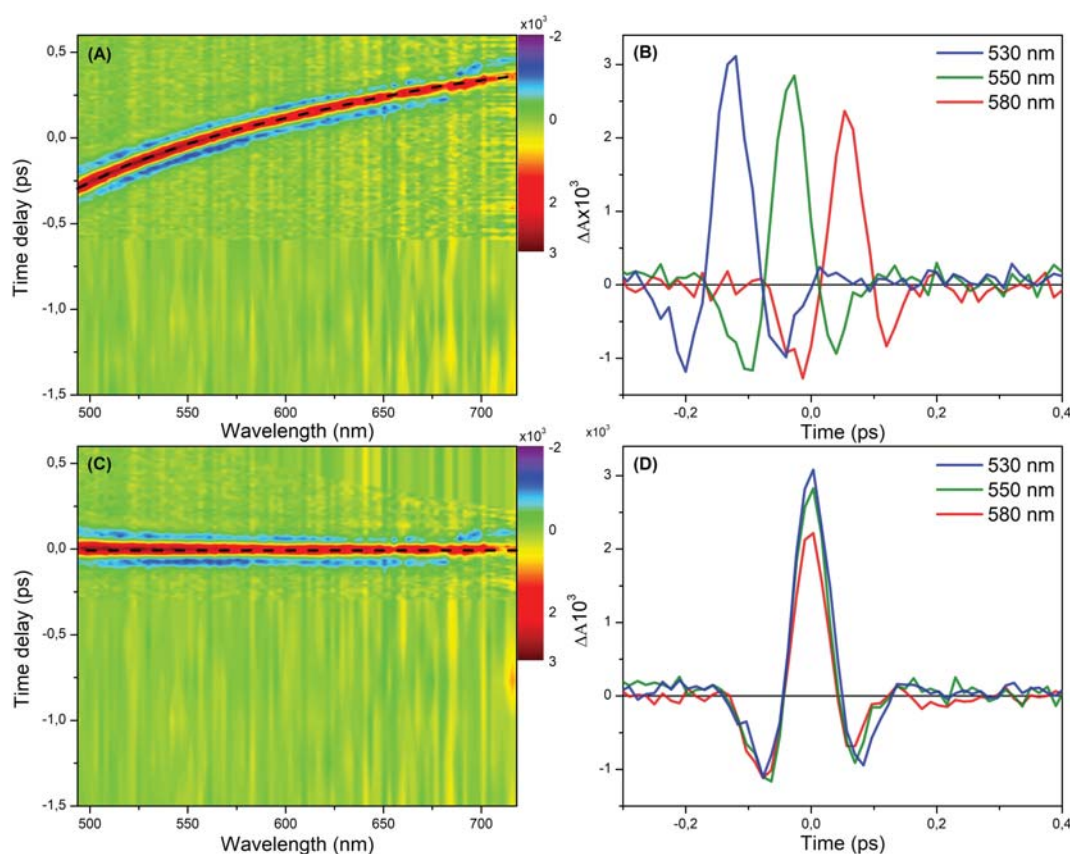 (A)
x10³
-2
0
2
3
0,5
0,0
-0,5
-1,0
-1,5
Time delay (ps)
500 550 600 650 700
Wavelength (nm)
(B)
530 nm
550 nm
580 nm
3
2
1
0
-1
ΔAx10³
-0,2 0,0 0,2 0,4
Time (ps)
(C)
x10³
-2
0
2
3
0,5
0,0
-0,5
-1,0
-1,5
Time delay (ps)
500 550 600 650 700
Wavelength (nm)
x10³
(D)
530 nm
550 nm
580 nm
3
2
1
0
-1
ΔA10³
-0,2 0,0 0,2 0,4
Time (ps)